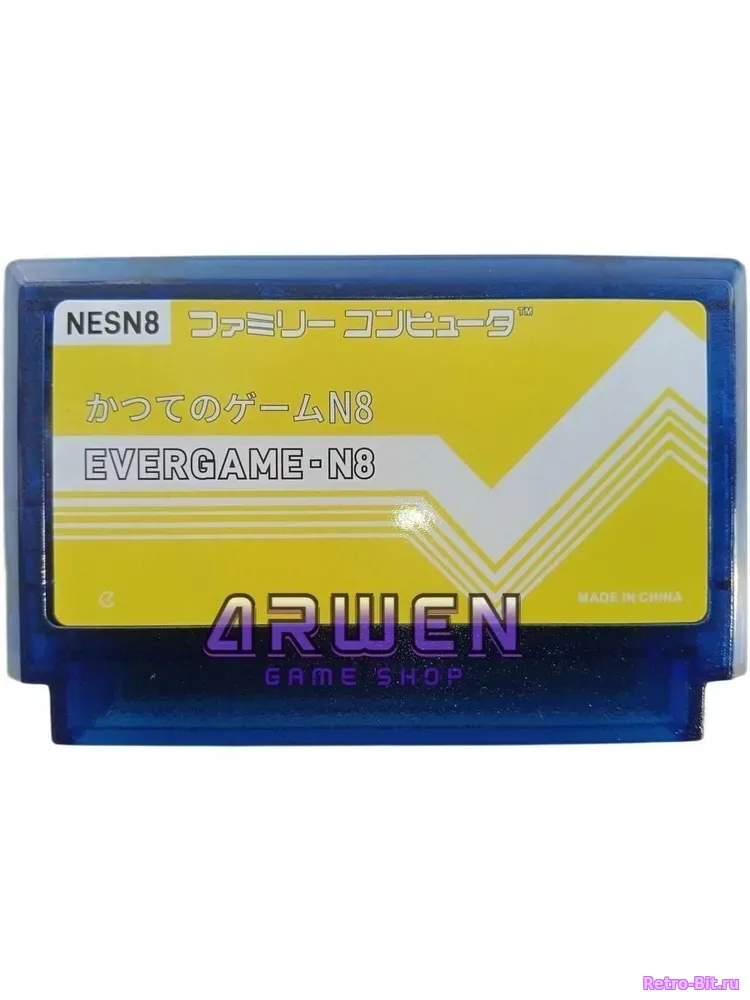 NESN8
ファミリー コンピュータ™
かつてのゲームN8
EVERGAME-N8
MADE IN CHINA
ARWEN
GAME SHOP
Retro-Bit.ru